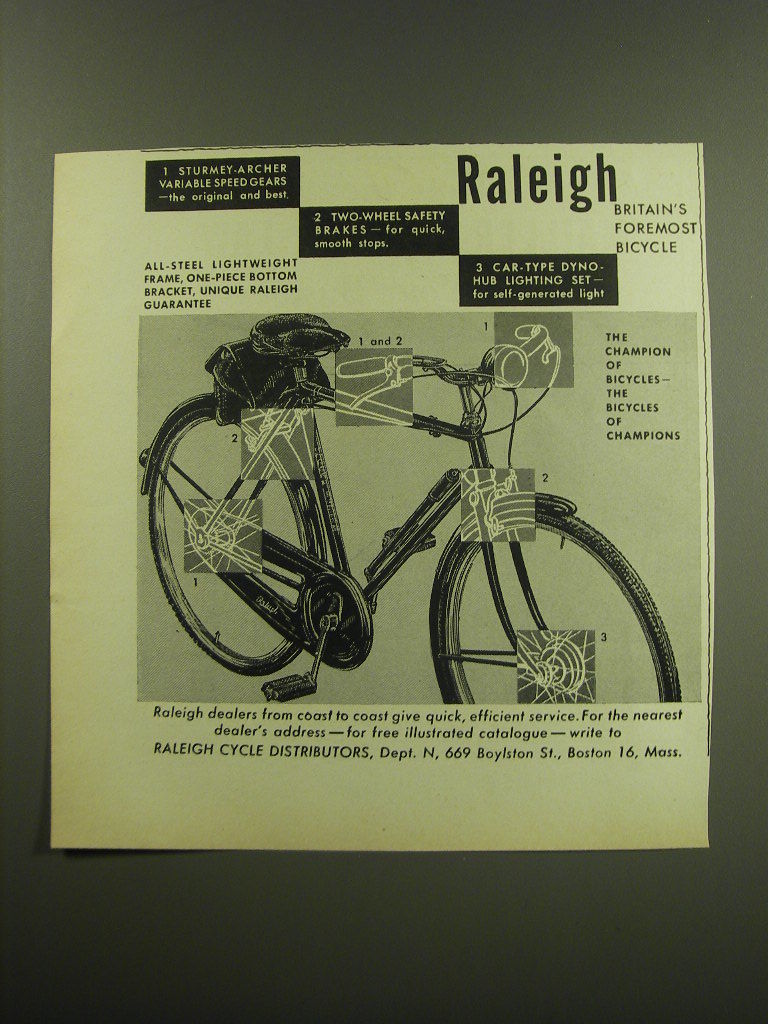 1 STURMEY-ARCHER
VARIABLE SPEED GEARS
—the original and best.
Raleigh
BRITAIN'S
FOREMOST
BICYCLE
2 TWO-WHEEL SAFETY
BRAKES — for quick,
smooth stops.
3 CAR-TYPE DYNO-
HUB LIGHTING SET —
for self-generated light
ALL-STEEL LIGHTWEIGHT
FRAME, ONE-PIECE BOTTOM
BRACKET, UNIQUE RALEIGH
GUARANTEE
1 and 2
1
THE
CHAMPION
OF
BICYCLES—
THE
BICYCLES
OF
CHAMPIONS
2
2
1
Raleigh
3
Raleigh dealers from coast to coast give quick, efficient service. For the nearest
dealer's address — for free illustrated catalogue — write to
RALEIGH CYCLE DISTRIBUTORS, Dept. N, 669 Boylston St., Boston 16, Mass.